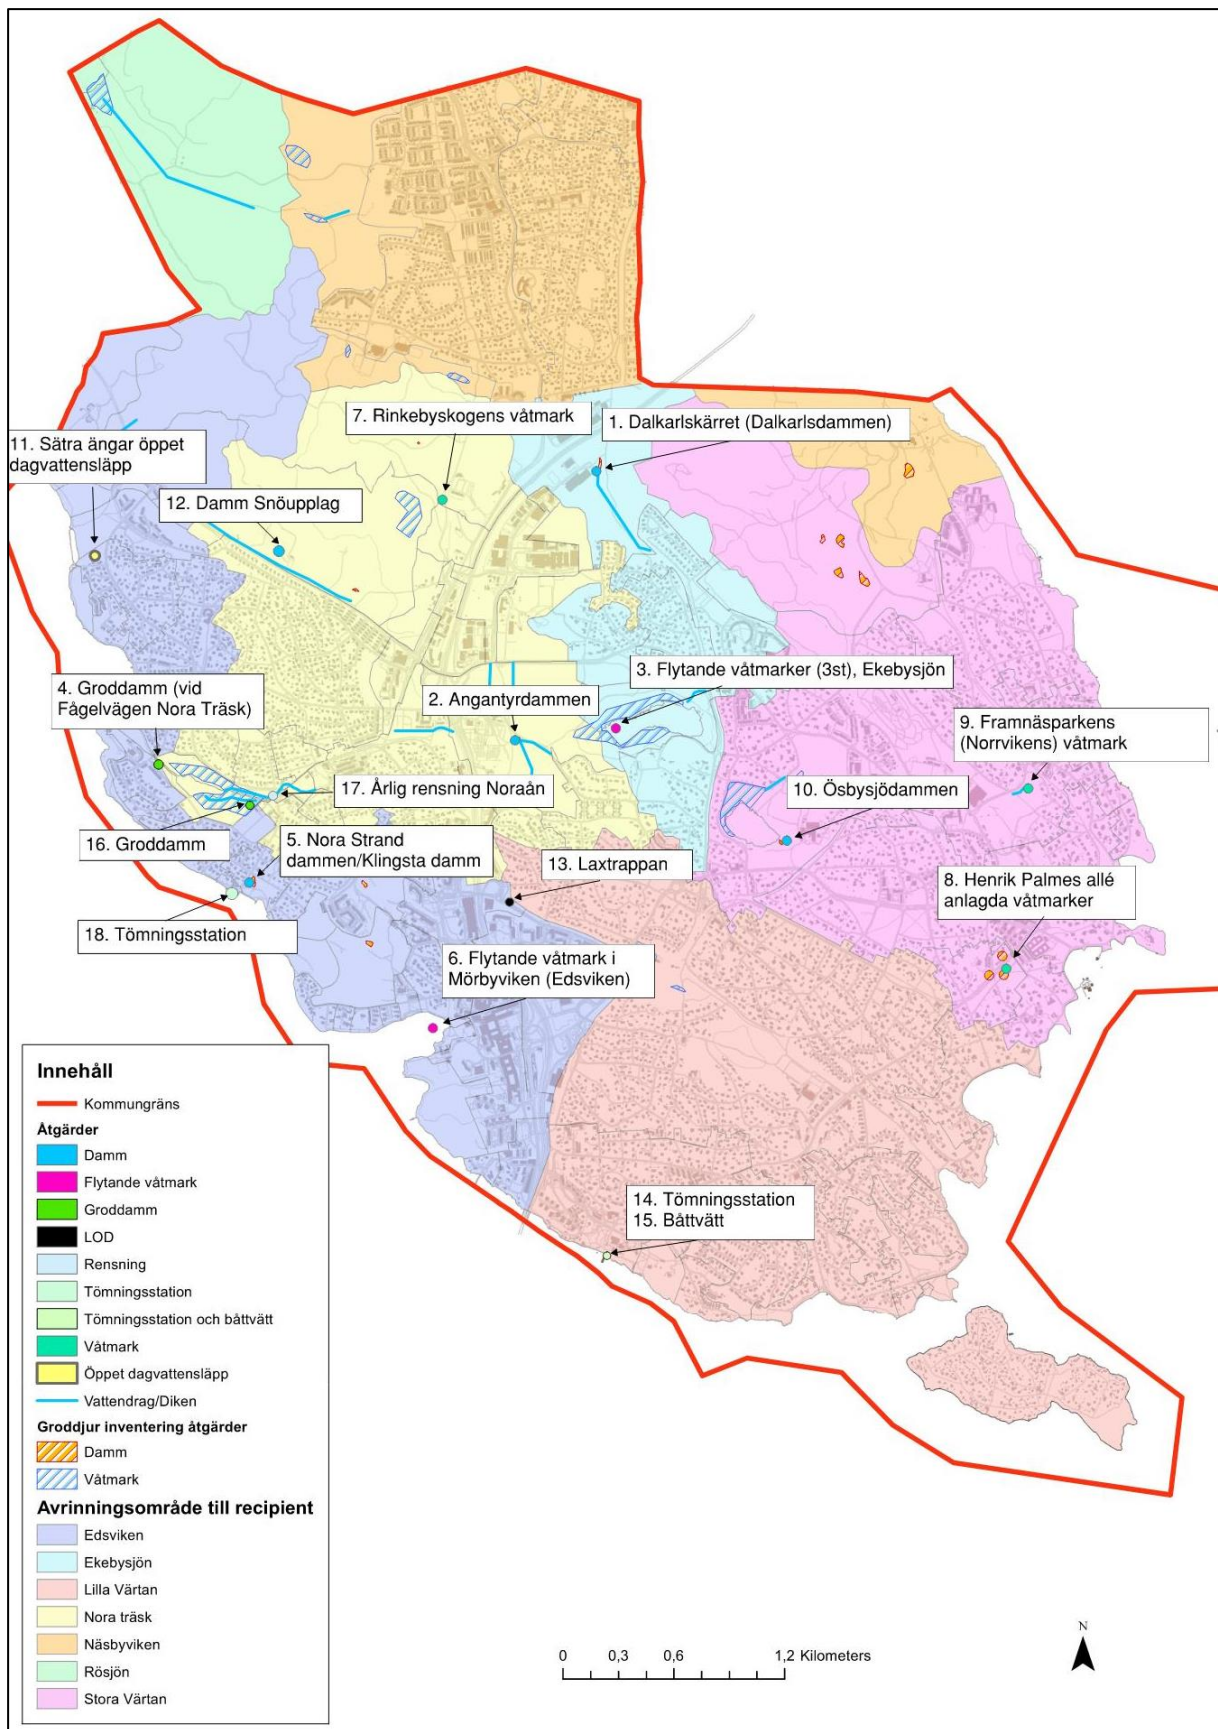 7. Rinkebyskogens våtmark
1. Dalkarlskärret (Dalkarlsdammen)
11. Sätra ängar öppet
dagvattensläpp
12. Damm Snöupplag
3. Flytande våtmarker (3st), Ekebysjön
4. Groddamm (vid
Fågelvägen Nora Träsk)
2. Angantyrdammen
9. Framnäsparkens
(Norrvikens) våtmark
17. Årlig rensning Noraån
10. Ösbysjödammen
16. Groddamm
5. Nora Strand
dammen/Klingsta damm
13. Laxtrappan
8. Henrik Palmes allé
anlagda våtmarker
18. Tömningsstation
6. Flytande våtmark i
Mörbyviken (Edsviken)
14. Tömningsstation
15. Båttvätt
Innehåll
Kommungräns
Åtgärder
Damm
Flytande våtmark
Groddamm
LOD
Rensning
Tömningsstation
Tömningsstation och båttvätt
Våtmark
Öppet dagvattensläpp
Vattendrag/Diken
Groddjur inventering åtgärder
Damm
Våtmark
Avrinningsområde till recipient
Edsviken
Ekebysjön
Lilla Värtan
Nora träsk
Näsbyviken
Rösjön
Stora Värtan
0 0,3 0,6 1,2 Kilometers
N